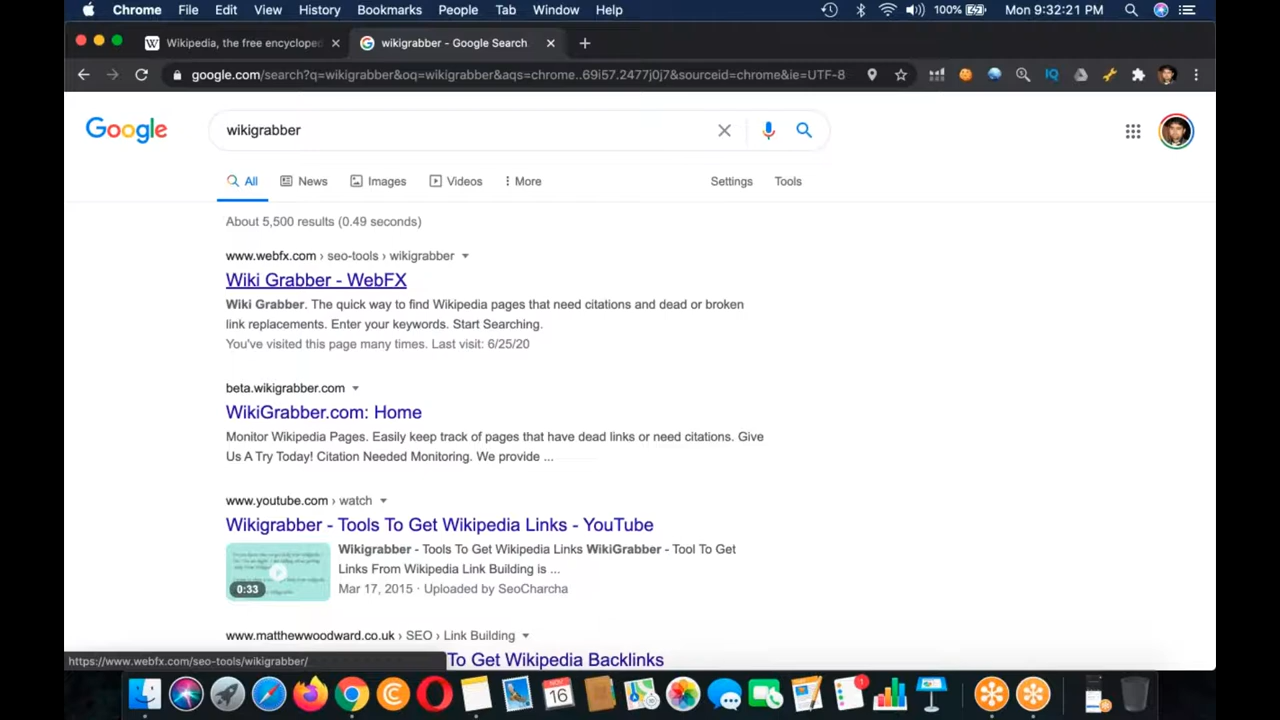 Chrome File Edit View History Bookmarks People Tab Window Help 100% Mon 9:32:21 PM
Wikipedia, the free encycloped wikigrabber - Google Search
google.com/search?q=wikigrabber&oq=wikigrabber&aqs=chrome..69i57.2477j0j7&sourceid=chrome&ie=UTF-8 IQ
Google wikigrabber
All News Images Videos More Settings Tools
About 5,500 results (0.49 seconds)
www.webfx.com › seo-tools › wikigrabber
Wiki Grabber - WebFX
Wiki Grabber. The quick way to find Wikipedia pages that need citations and dead or broken
link replacements. Enter your keywords. Start Searching.
You've visited this page many times. Last visit: 6/25/20
beta.wikigrabber.com
WikiGrabber.com: Home
Monitor Wikipedia Pages. Easily keep track of pages that have dead links or need citations. Give
Us A Try Today! Citation Needed Monitoring. We provide ...
www.youtube.com › watch
Wikigrabber - Tools To Get Wikipedia Links - YouTube
Wikigrabber - Tools To Get Wikipedia Links WikiGrabber - Tool To Get
Links From Wikipedia Link Building is ...
0:33
Mar 17, 2015 · Uploaded by SeoCharcha
www.matthewwoodward.co.uk › SEO › Link Building
To Get Wikipedia Backlinks
https://www.webfx.com/seo-tools/wikigrabber/
NOV
16
1